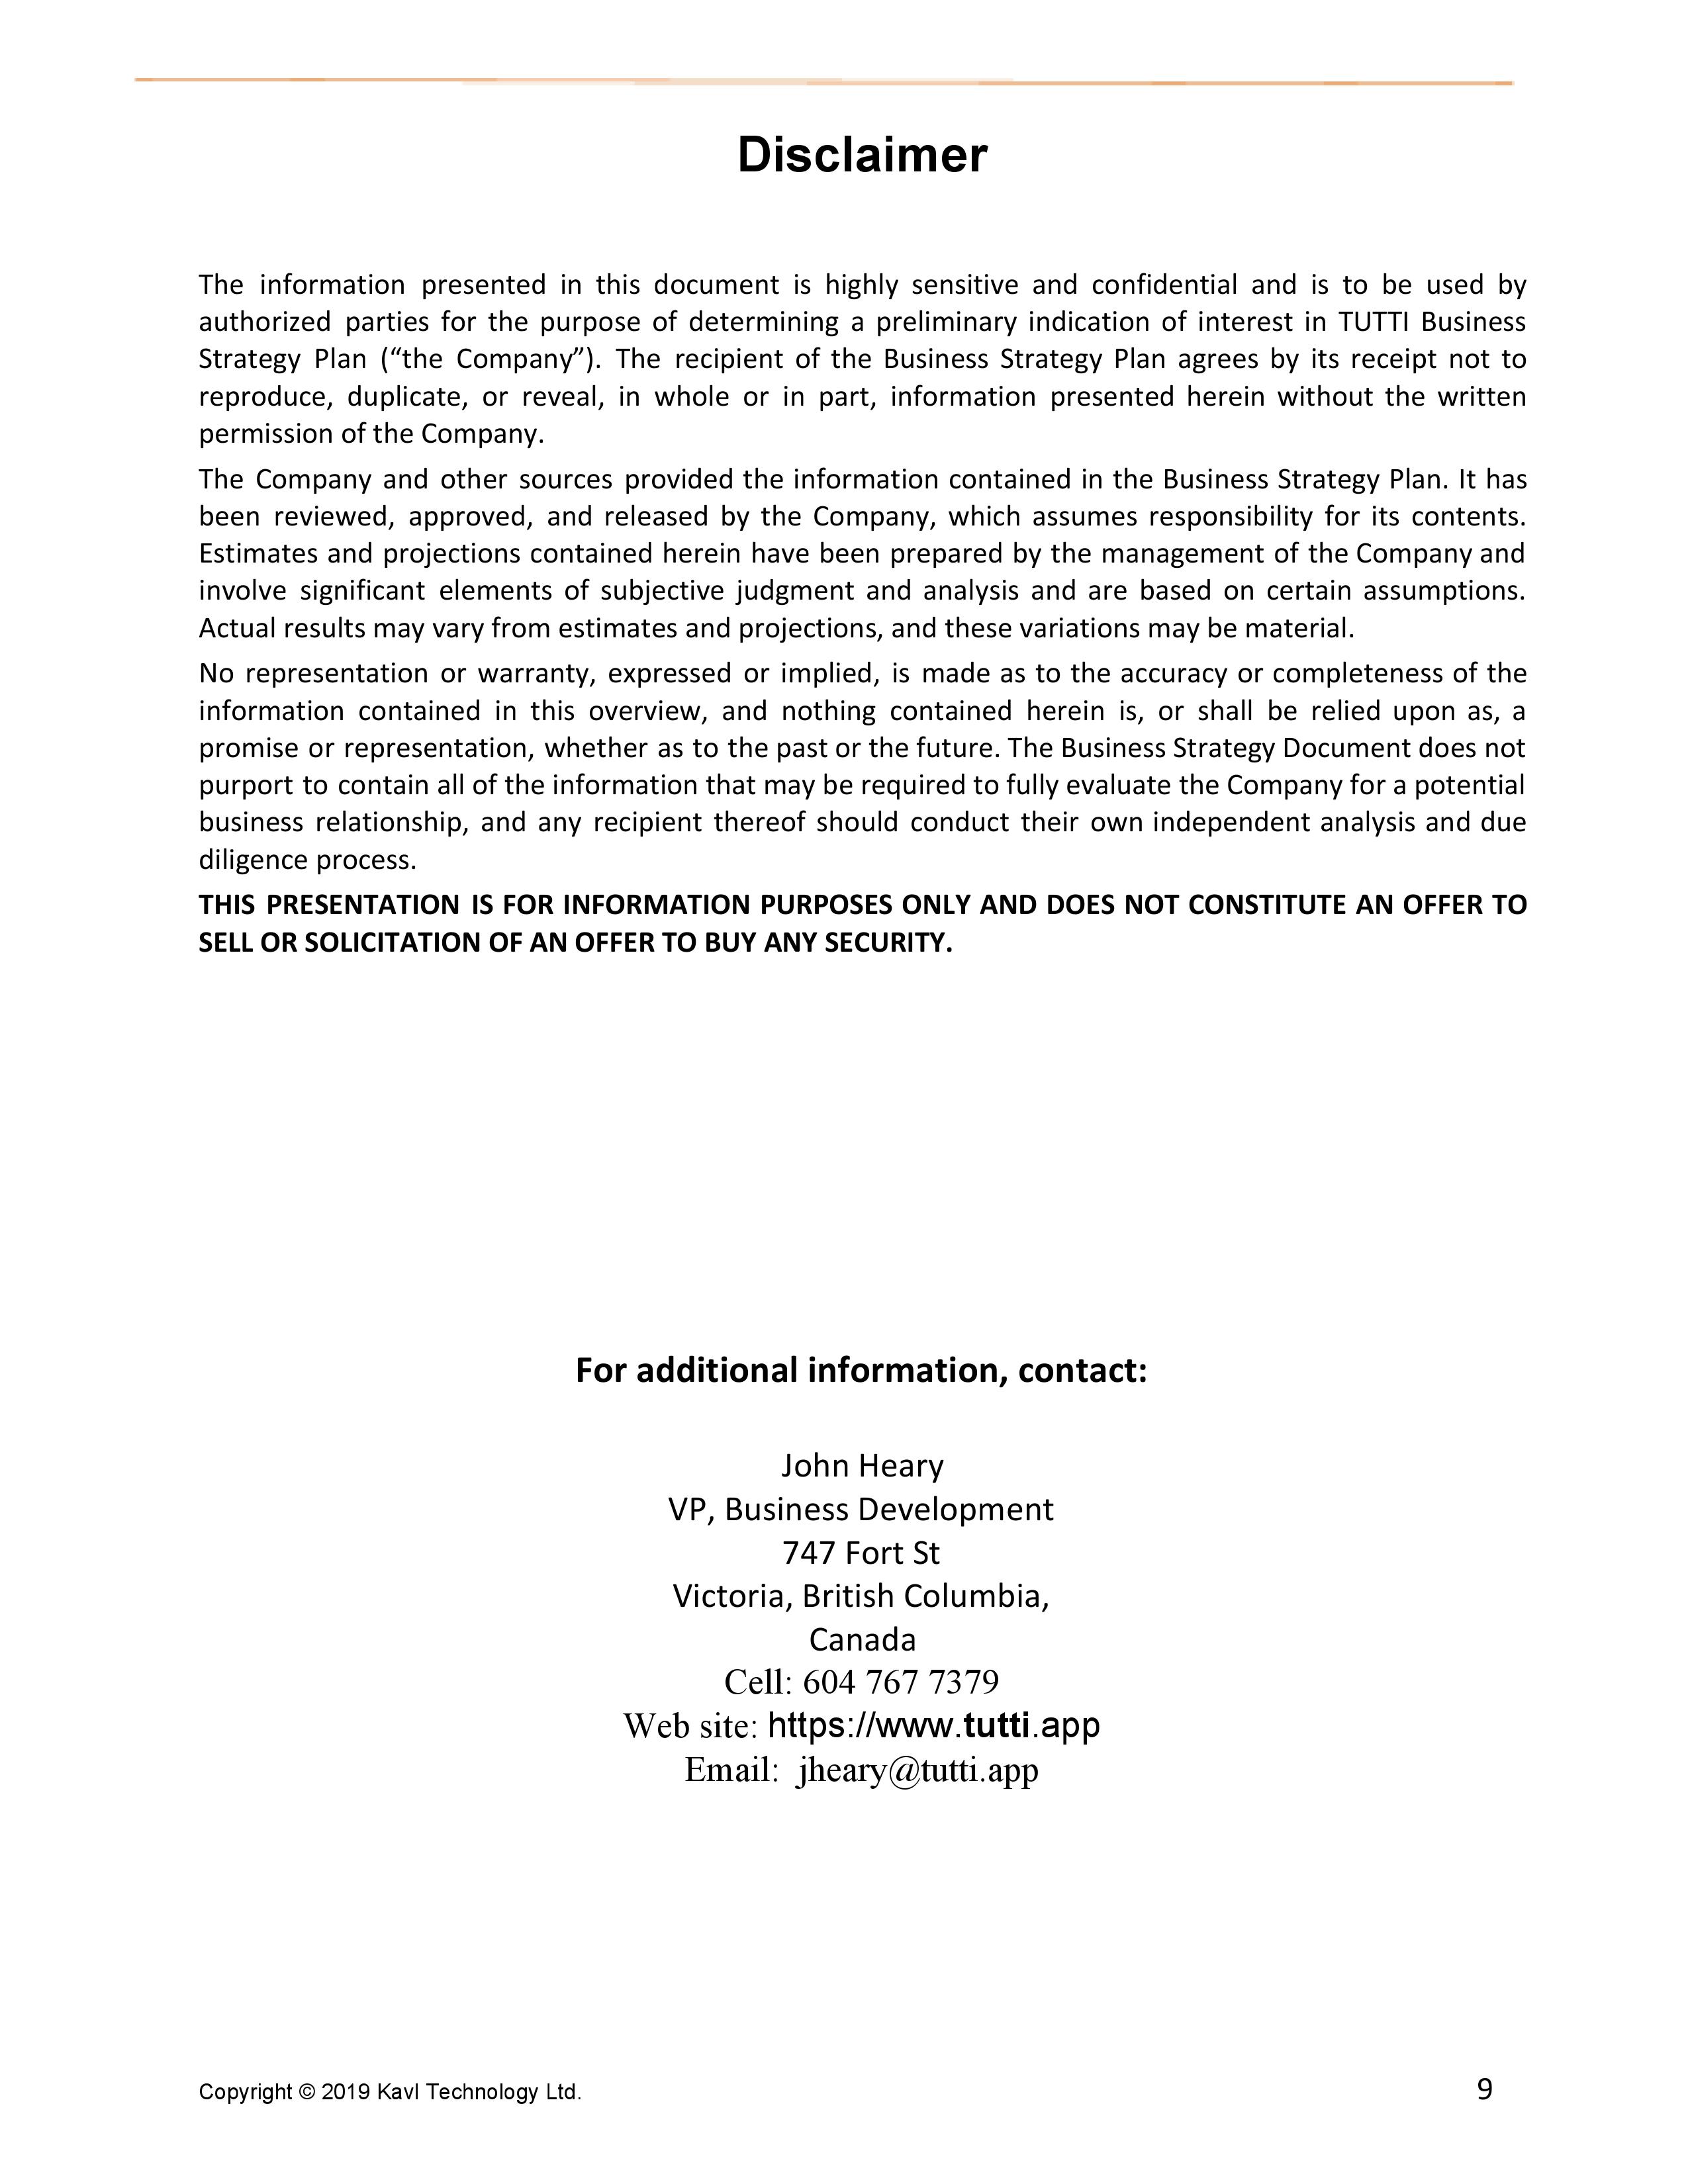 Disclaimer
The information presented in this document is highly sensitive and confidential and is to be used by
authorized parties for the purpose of determining a preliminary indication of interest in TUTTI Business
Strategy Plan (“the Company”). The recipient of the Business Strategy Plan agrees by its receipt not to
reproduce, duplicate, or reveal, in whole or in part, information presented herein without the written
permission of the Company.
The Company and other sources provided the information contained in the Business Strategy Plan. It has
been reviewed, approved, and released by the Company, which assumes responsibility for its contents.
Estimates and projections contained herein have been prepared by the management of the Company and
involve significant elements of subjective judgment and analysis and are based on certain assumptions.
Actual results may vary from estimates and projections, and these variations may be material.
No representation or warranty, expressed or implied, is made as to the accuracy or completeness of the
information contained in this overview, and nothing contained herein is, or shall be relied upon as, a
promise or representation, whether as to the past or the future. The Business Strategy Document does not
purport to contain all of the information that may be required to fully evaluate the Company for a potential
business relationship, and any recipient thereof should conduct their own independent analysis and due
diligence process.
THIS PRESENTATION IS FOR INFORMATION PURPOSES ONLY AND DOES NOT CONSTITUTE AN OFFER TO
SELL OR SOLICITATION OF AN OFFER TO BUY ANY SECURITY.
For additional information, contact:
John Heary
VP, Business Development
747 Fort St
Victoria, British Columbia,
Canada
Cell: 604 767 7379
Web site: https://www.tutti.app
Email:  jheary@tutti.app
Copyright © 2019 Kavl Technology Ltd. 9